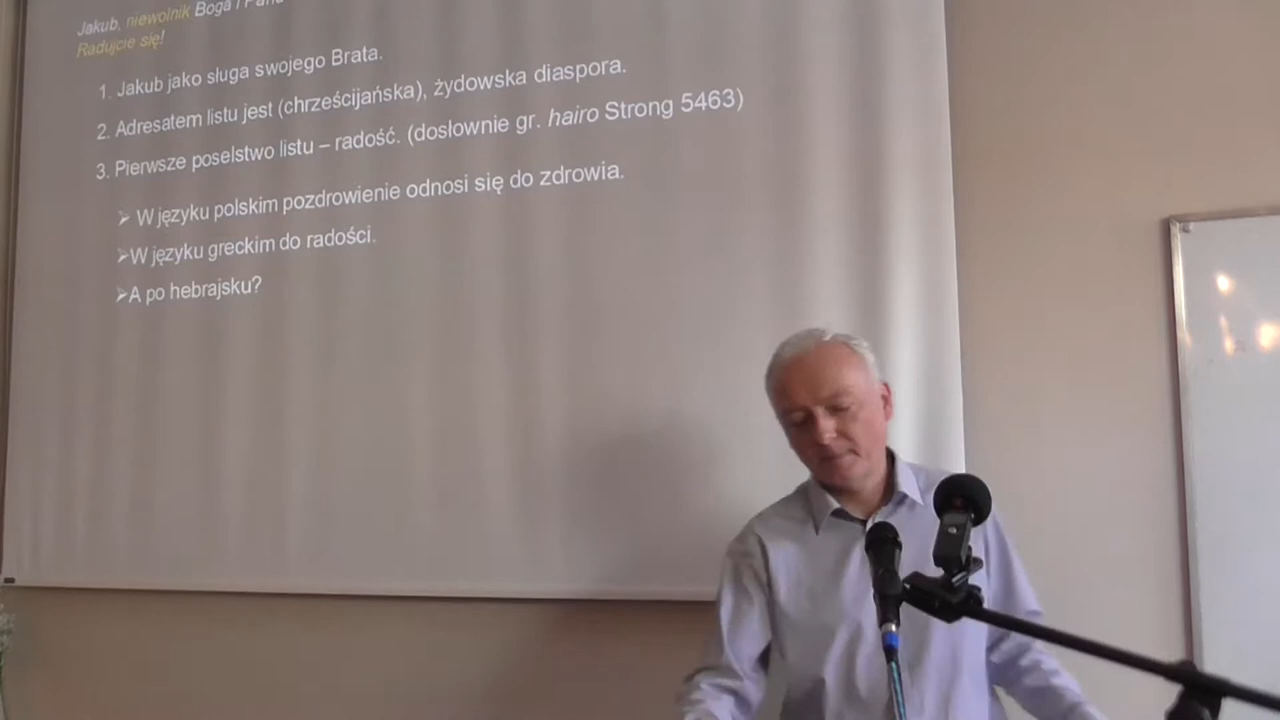 Jakub, niewolnik Boga i Pana
Radujcie się!
1. Jakub jako sługa swojego Brata.
2. Adresatem listu jest (chrześcijańska), żydowska diaspora.
3. Pierwsze poselstwo listu – radość. (dosłownie gr. hairo Strong 5463)
➢ W języku polskim pozdrowienie odnosi się do zdrowia.
➢W języku greckim do radości.
➢A po hebrajsku?